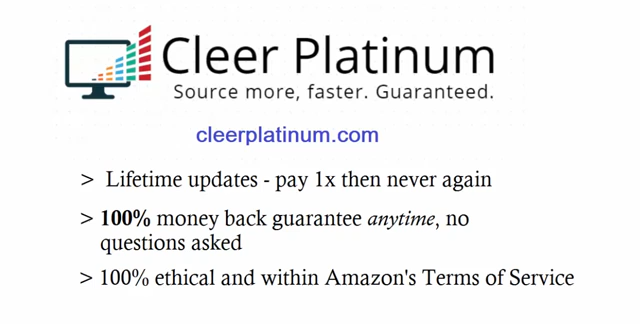 Cleer Platinum
Source more, faster. Guaranteed.
cleerplatinum.com
> Lifetime updates - pay 1x then never again
> 100% money back guarantee anytime, no
questions asked
> 100% ethical and within Amazon's Terms of Service